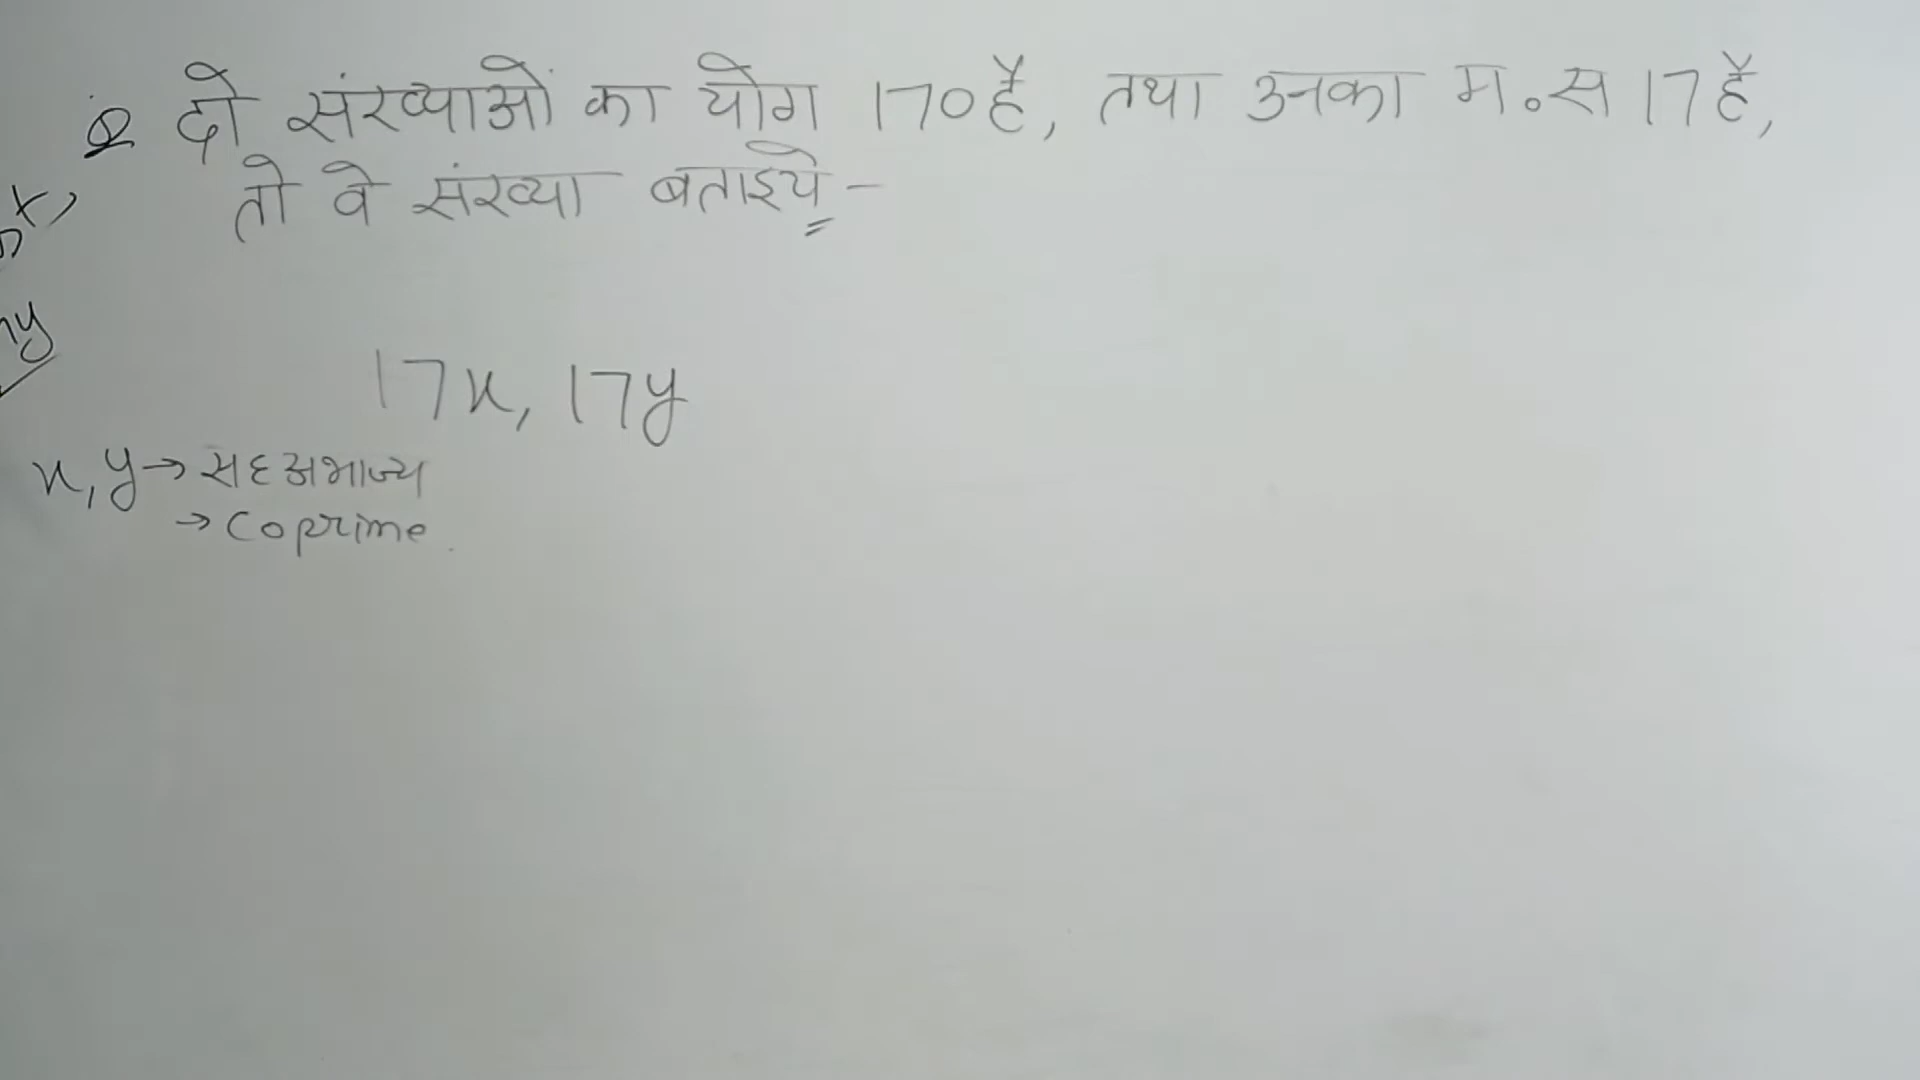 Q दो संख्याओं का योग 170 है, तथा उनका म.स 17 है,
तो वे संख्या बताइये -
x,
y
17x, 17y
x, y → सहअभाज्य
→ Coprime